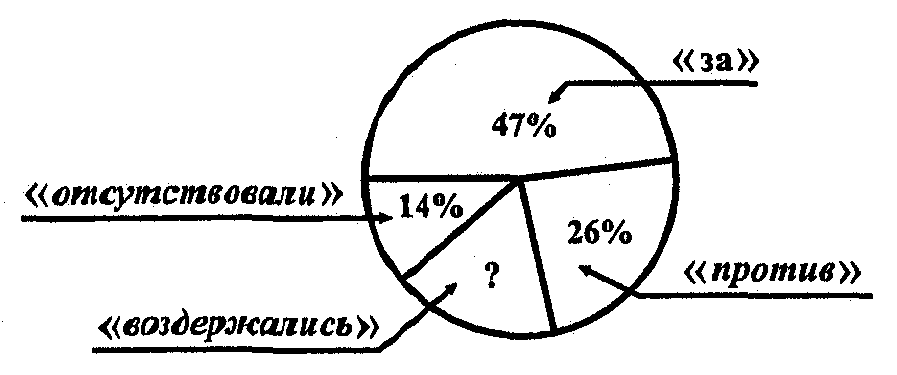 «за»
47%
«отсутствовали»
14%
26%
«против»
?
«воздержались»